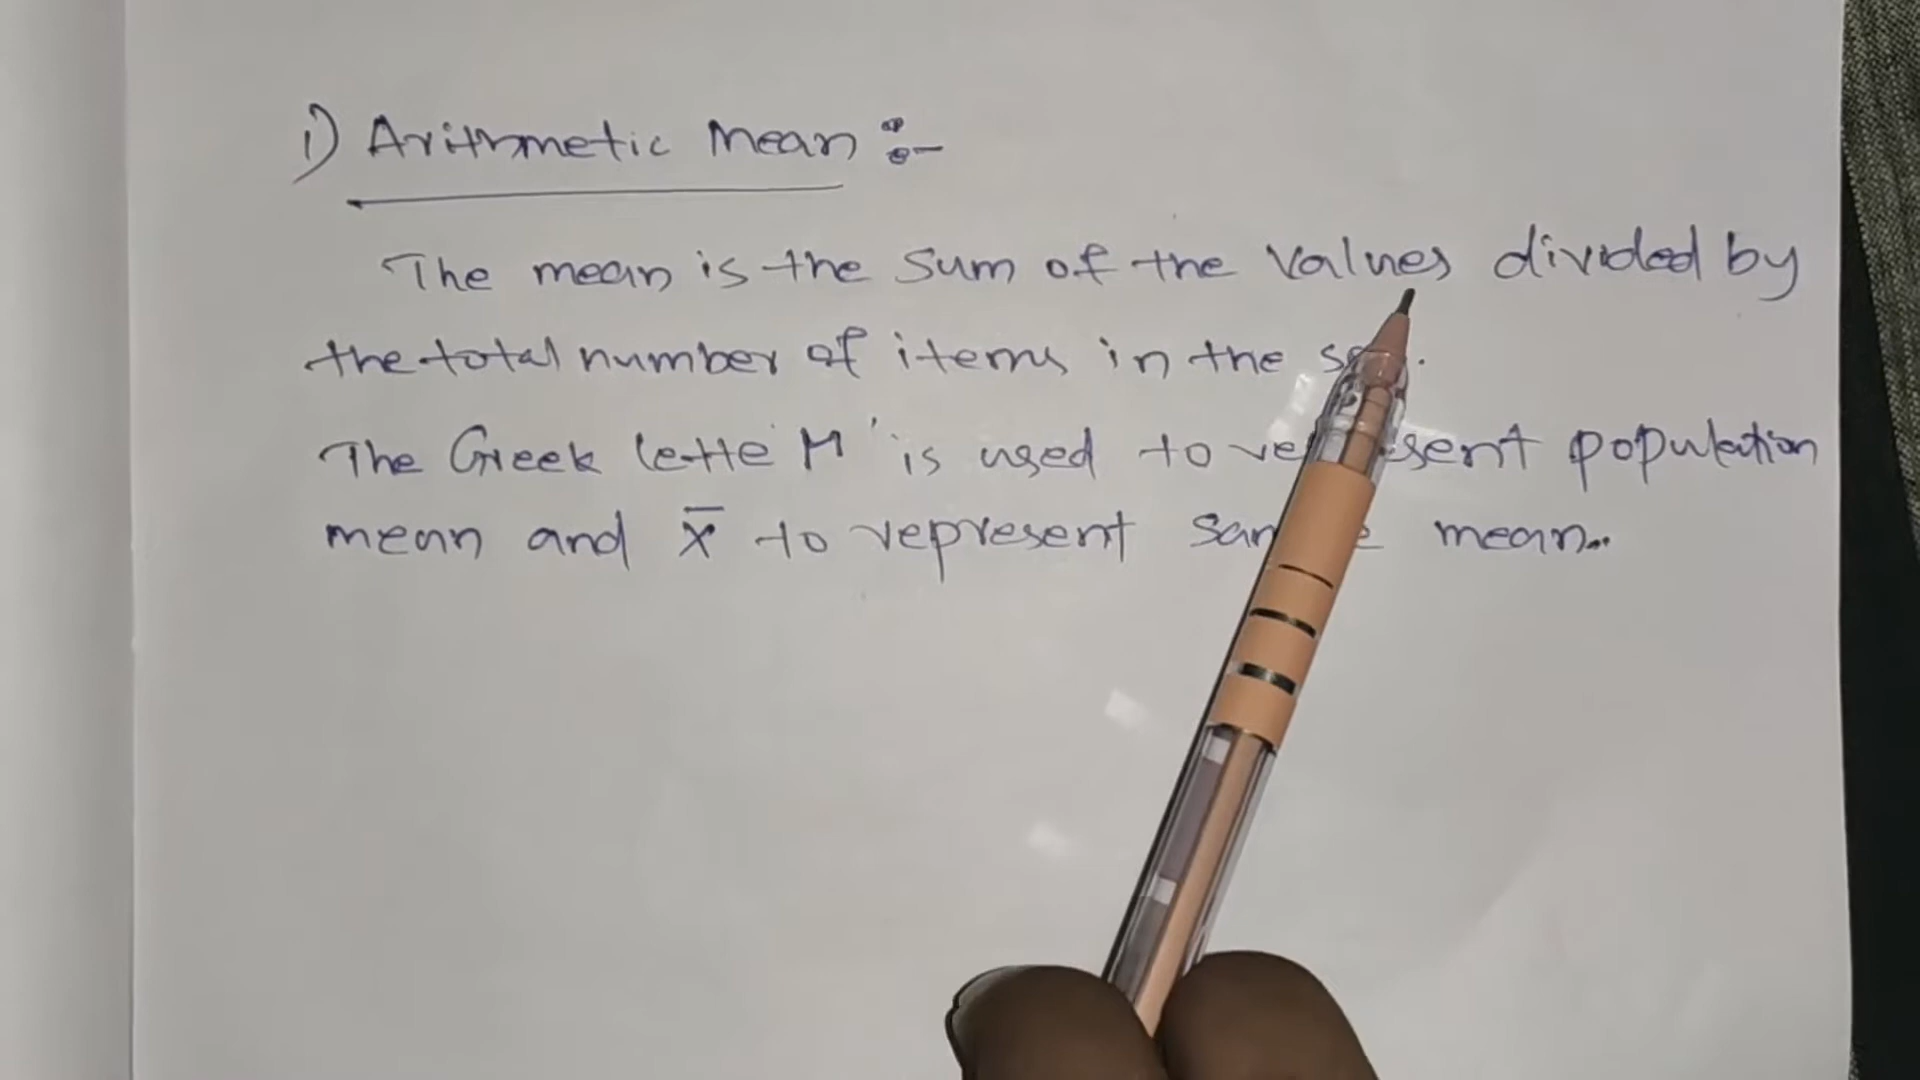 1) Arithmetic Mean :-
The mean is the sum of the values divided by
the total number of items in the
The Greek lette 'M' is used to population
mean and x̄ to represent mean..